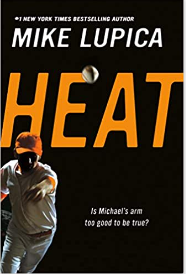 #1 NEW YORK TIMES BESTSELLING AUTHOR
MIKE LUPICA
HEAT
Is Michael's arm
too good to be true?